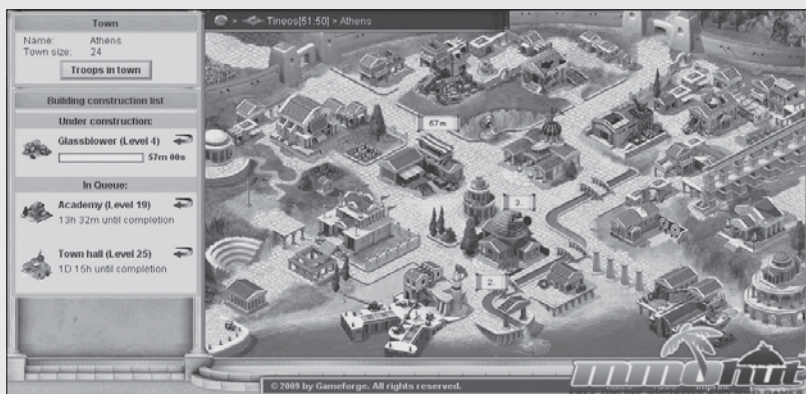 Town
Name: Athens
Town size: 24
Troops in town
Building construction list
Under construction:
Glassblower (Level 4)
57m 00s
In Queue:
Academy (Level 19)
13h 32m until completion
Town hall (Level 25)
1D 15h until completion
> Tineos[51:50] > Athens
67m
3.
2.
© 2009 by Gameforge. All rights reserved.
mmohut